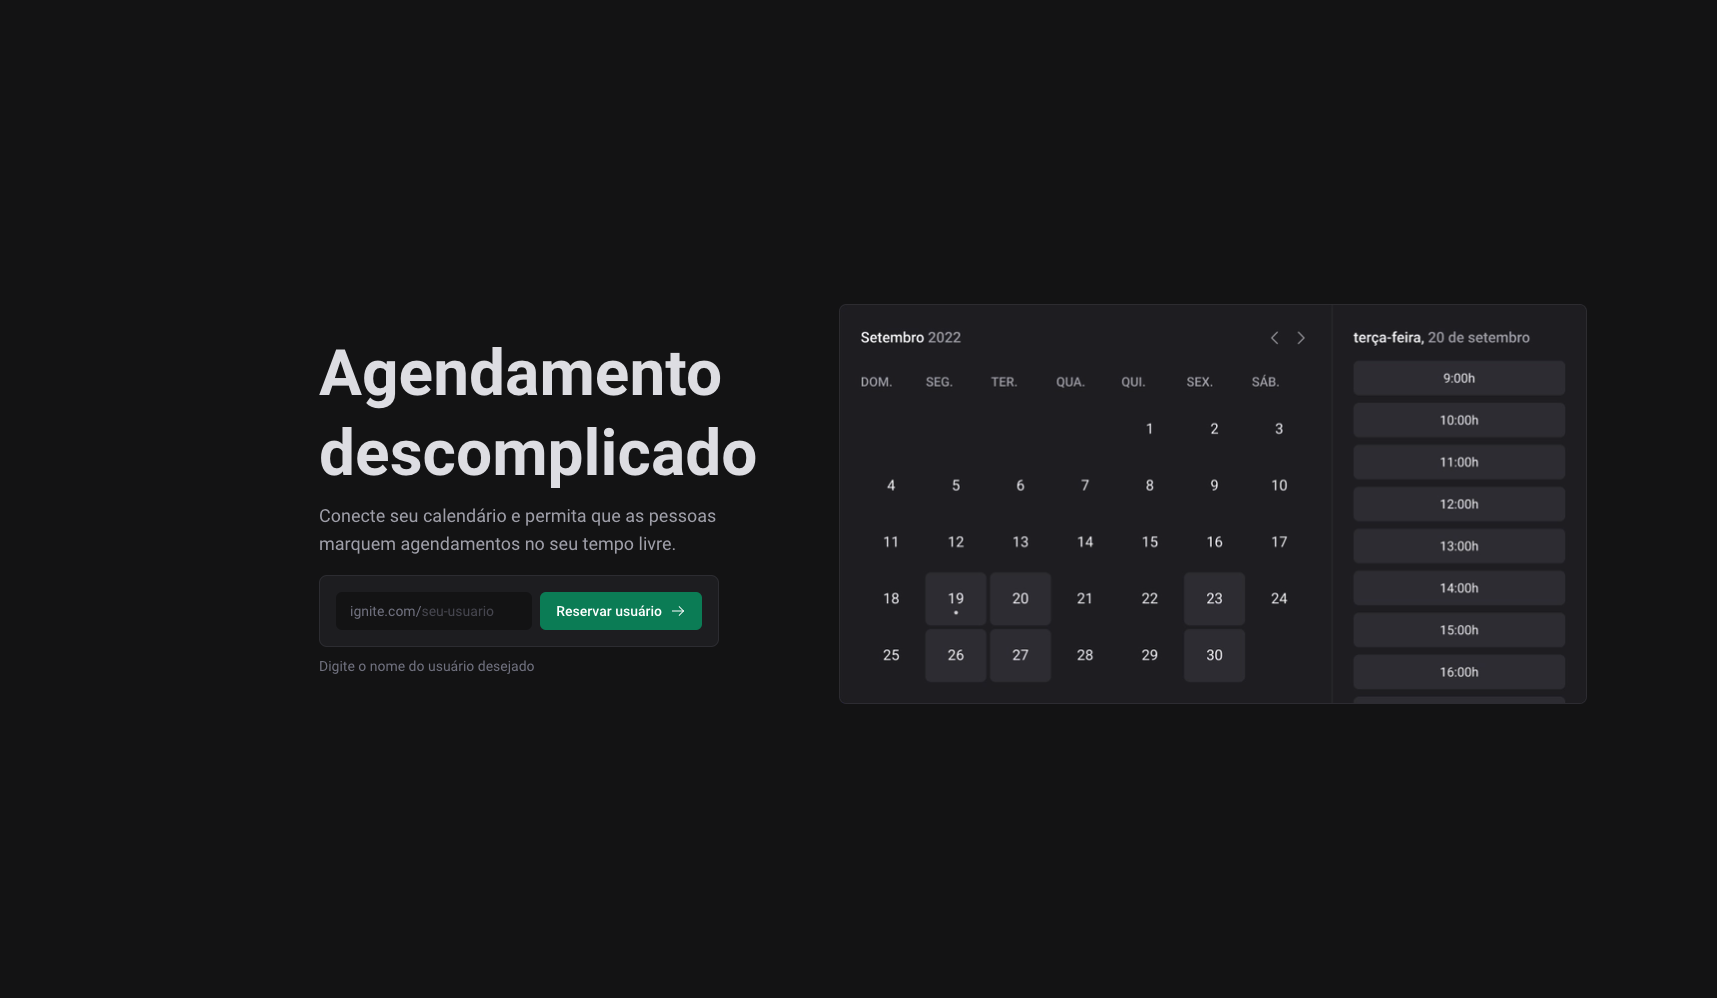 Agendamento
descomplicado
Conecte seu calendário e permita que as pessoas
marquem agendamentos no seu tempo livre.
ignite.com/seu-usuario
Reservar usuário
Digite o nome do usuário desejado
Setembro 2022
DOM. SEG. TER. QUA. QUI. SEX. SÁB.
1 2 3
4 5 6 7 8 9 10
11 12 13 14 15 16 17
18 19 20 21 22 23 24
25 26 27 28 29 30
terça-feira, 20 de setembro
9:00h
10:00h
11:00h
12:00h
13:00h
14:00h
15:00h
16:00h